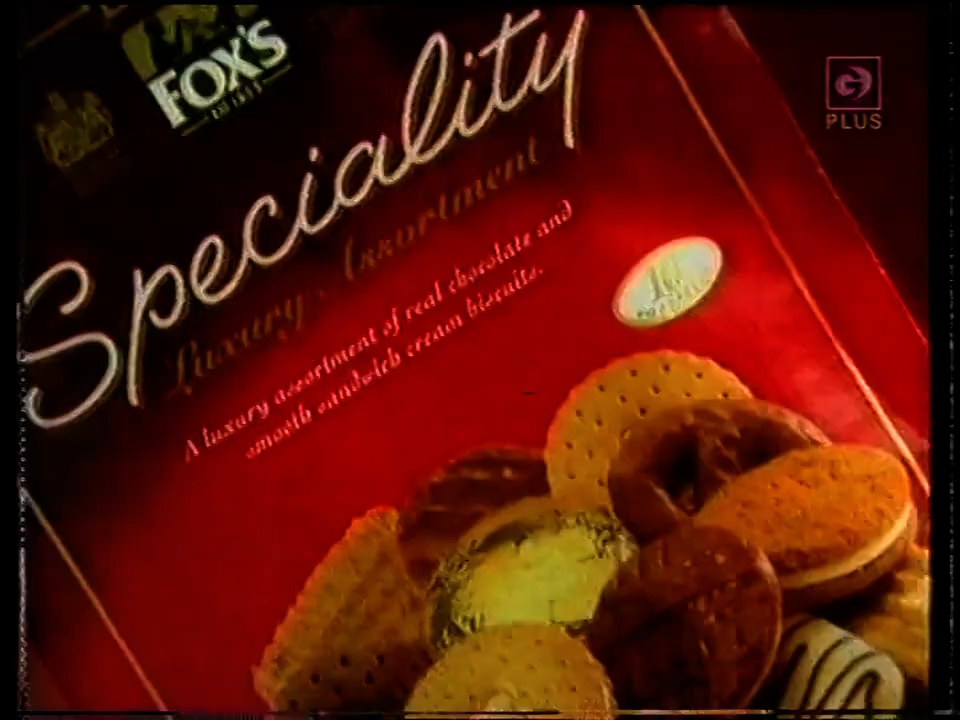 FOX'S
Speciality
Luxury Assortment
A luxury assortment of real chocolate and
smooth sandwich cream biscuits.
PLUS